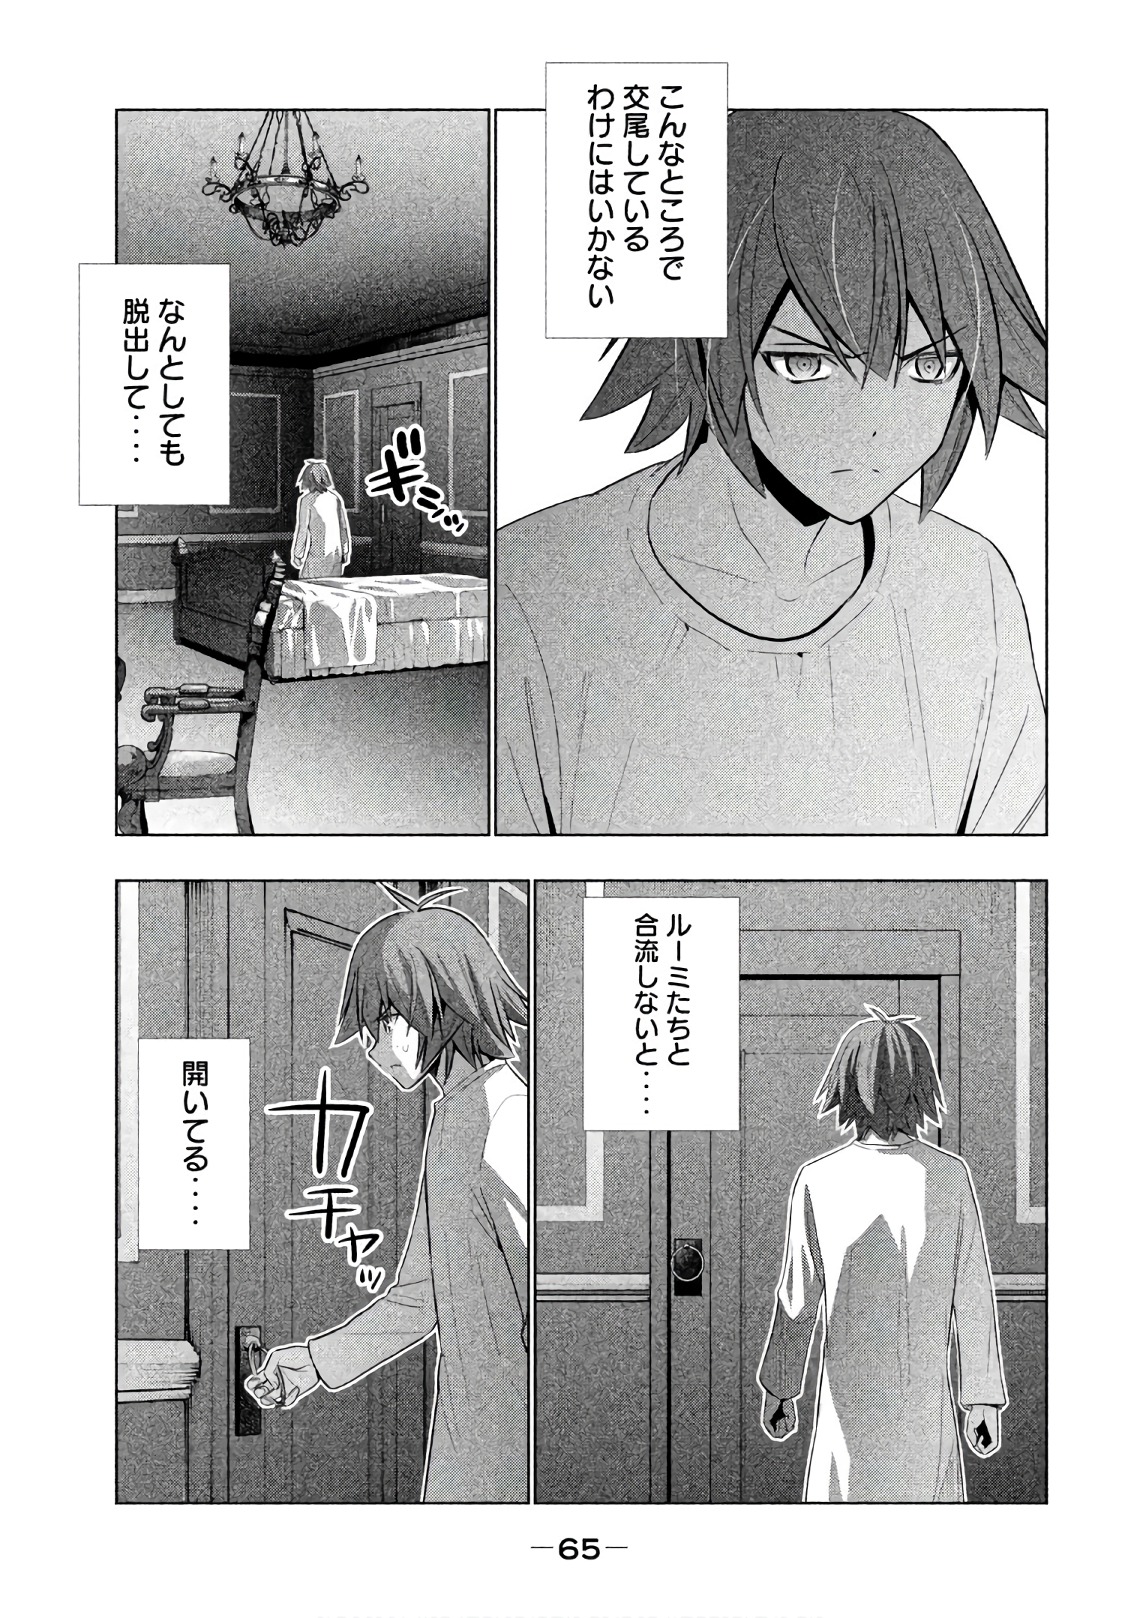 こんなところで
交尾している
わけにはいかない
なんとしても
脱出して‥‥
ギシッ
ルーミたちと
合流しないと‥‥
開いてる‥‥
カチャッ
—65—